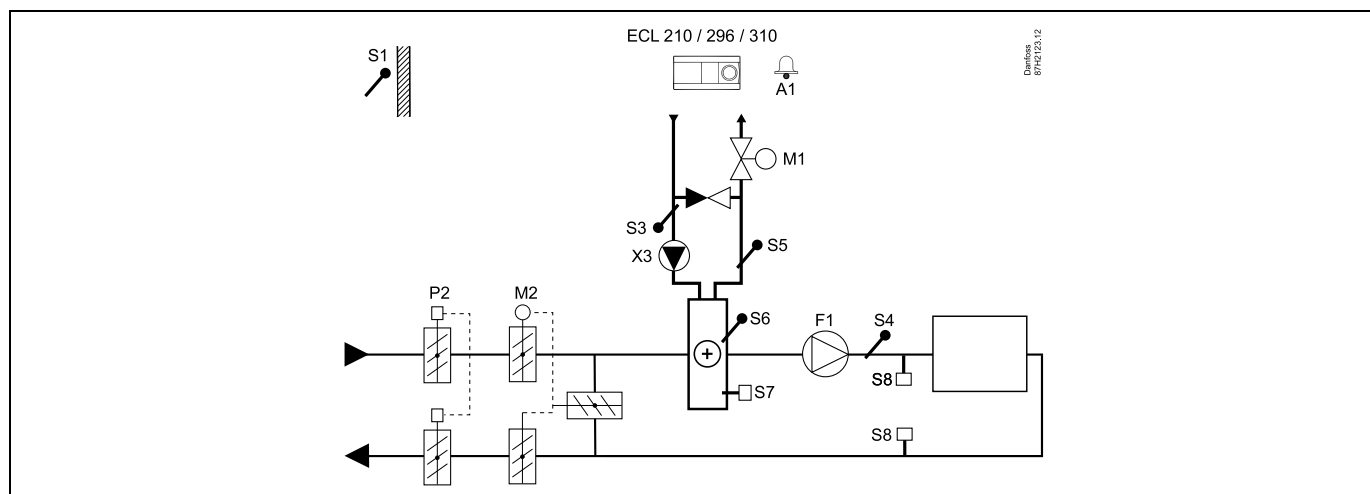 ECL 210 / 296 / 310
Danfoss
87H2123.12
S1
A1
M1
S3
S5
X3
P2
M2
S6
F1
S4
S8
S7
S8